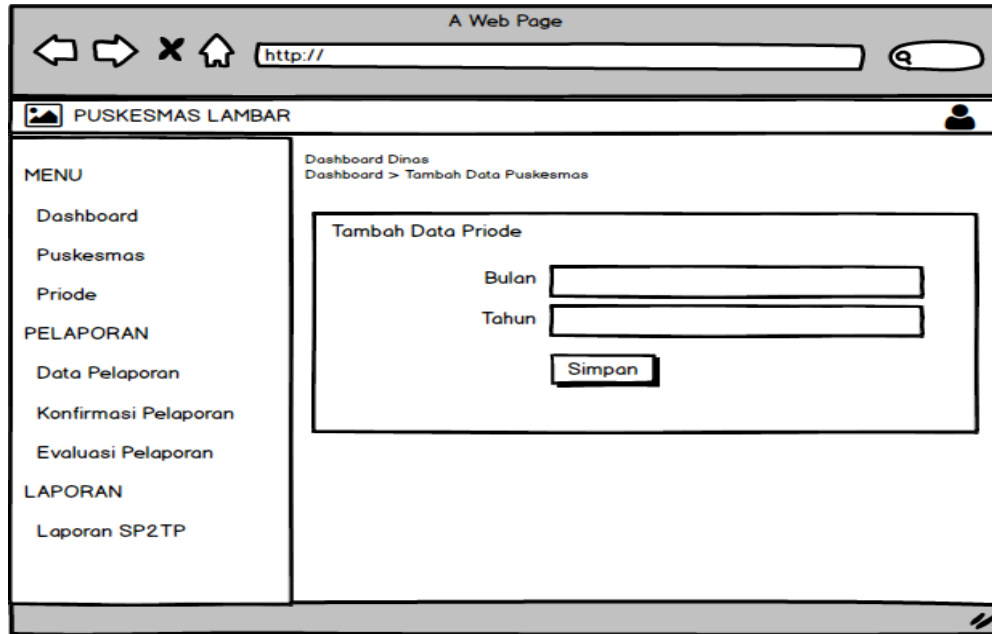 A Web Page
http://
PUSKESMAS LAMBAR
MENU
Dashboard
Puskesmas
Priode
PELAPORAN
Data Pelaporan
Konfirmasi Pelaporan
Evaluasi Pelaporan
LAPORAN
Laporan SP2TP
Dashboard Dinas
Dashboard > Tambah Data Puskesmas
Tambah Data Priode
Bulan
Tahun
Simpan